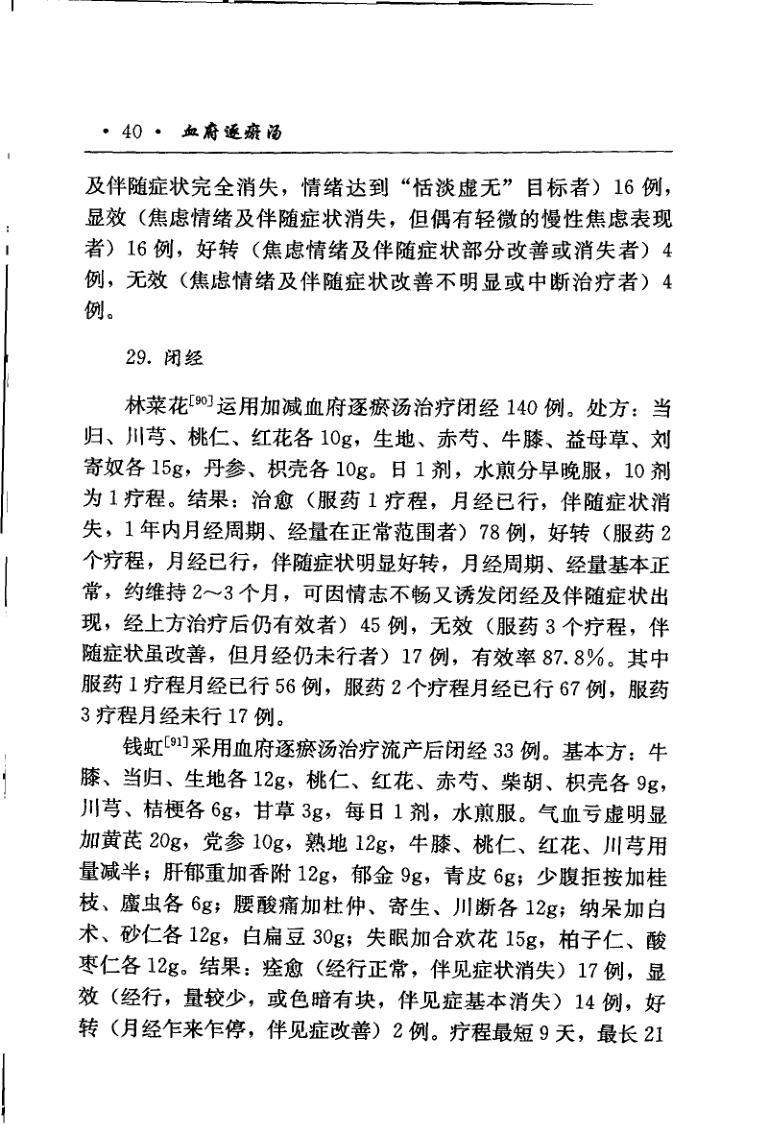 · 40 · 血府逐瘀汤
及伴随症状完全消失，情绪达到“恬淡虚无”目标者）16 例，
显效（焦虑情绪及伴随症状消失，但偶有轻微的慢性焦虑表现
者）16 例，好转（焦虑情绪及伴随症状部分改善或消失者）4
例，无效（焦虑情绪及伴随症状改善不明显或中断治疗者）4
例。
29. 闭经
林菜花[90]运用加减血府逐瘀汤治疗闭经 140 例。处方：当
归、川芎、桃仁、红花各 10g，生地、赤芍、牛膝、益母草、刘
寄奴各 15g，丹参、枳壳各 10g。日 1 剂，水煎分早晚服，10 剂
为 1 疗程。结果：治愈（服药 1 疗程，月经已行，伴随症状消
失，1 年内月经周期、经量在正常范围者）78 例，好转（服药 2
个疗程，月经已行，伴随症状明显好转，月经周期、经量基本正
常，约维持 2～3 个月，可因情志不畅又诱发闭经及伴随症状出
现，经上方治疗后仍有效者）45 例，无效（服药 3 个疗程，伴
随症状虽改善，但月经仍未行者）17 例，有效率 87.8%。其中
服药 1 疗程月经已行 56 例，服药 2 个疗程月经已行 67 例，服药
3 疗程月经未行 17 例。
钱虹[91]采用血府逐瘀汤治疗流产后闭经 33 例。基本方：牛
膝、当归、生地各 12g，桃仁、红花、赤芍、柴胡、枳壳各 9g，
川芎、桔梗各 6g，甘草 3g，每日 1 剂，水煎服。气血亏虚明显
加黄芪 20g，党参 10g，熟地 12g，牛膝、桃仁、红花、川芎用
量减半；肝郁重加香附 12g，郁金 9g，青皮 6g；少腹拒按加桂
枝、䗪虫各 6g；腰酸痛加杜仲、寄生、川断各 12g；纳呆加白
术、砂仁各 12g，白扁豆 30g；失眠加合欢花 15g，柏子仁、酸
枣仁各 12g。结果：痊愈（经行正常，伴见症状消失）17 例，显
效（经行，量较少，或色暗有块，伴见症基本消失）14 例，好
转（月经乍来乍停，伴见症改善）2 例。疗程最短 9 天，最长 21